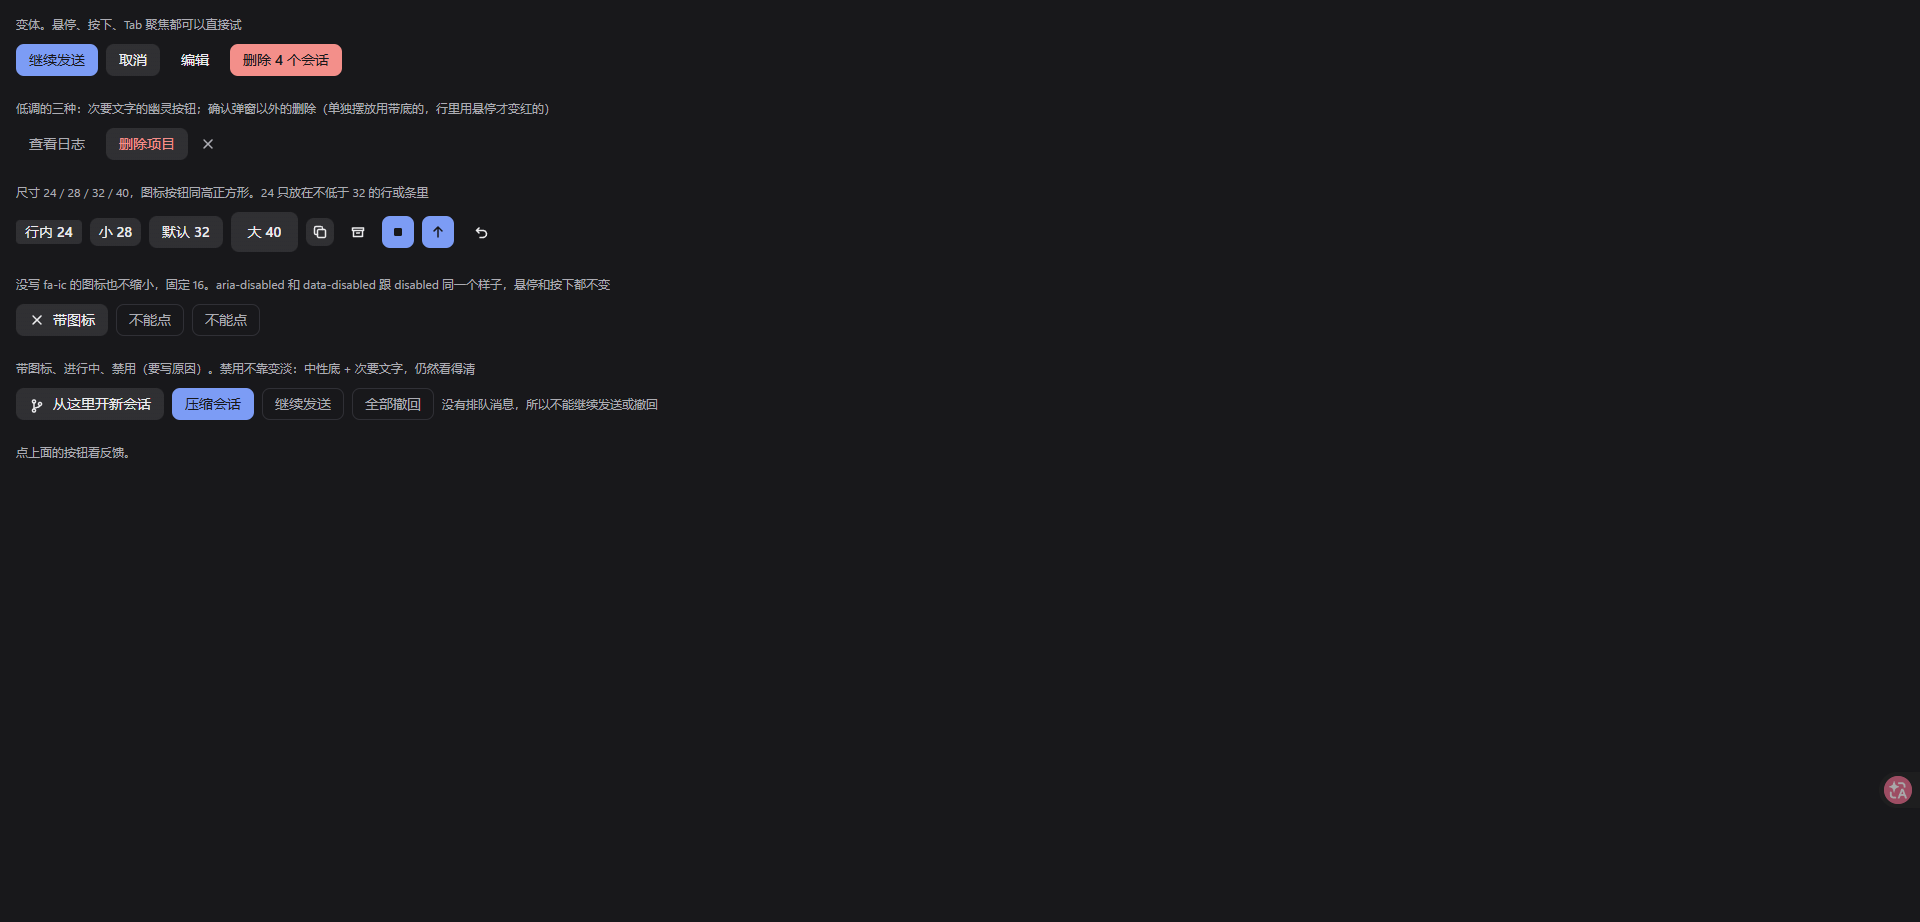 变体。悬停、按下、Tab 聚焦都可以直接试
继续发送 取消 编辑 删除 4 个会话
低调的三种：次要文字的幽灵按钮；确认弹窗以外的删除（单独摆放用带底的，行里用悬停才变红的）
查看日志 删除项目
尺寸 24 / 28 / 32 / 40，图标按钮同高正方形。24 只放在不低于 32 的行或条里
行内 24 小 28 默认 32 大 40
没写 fa-ic 的图标也不缩小，固定 16。aria-disabled 和 data-disabled 跟 disabled 同一个样子，悬停和按下都不变
带图标 不能点 不能点
带图标、进行中、禁用（要写原因）。禁用不靠变淡：中性底 + 次要文字，仍然看得清
从这里开新会话 压缩会话 继续发送 全部撤回 没有排队消息，所以不能继续发送或撤回
点上面的按钮看反馈。